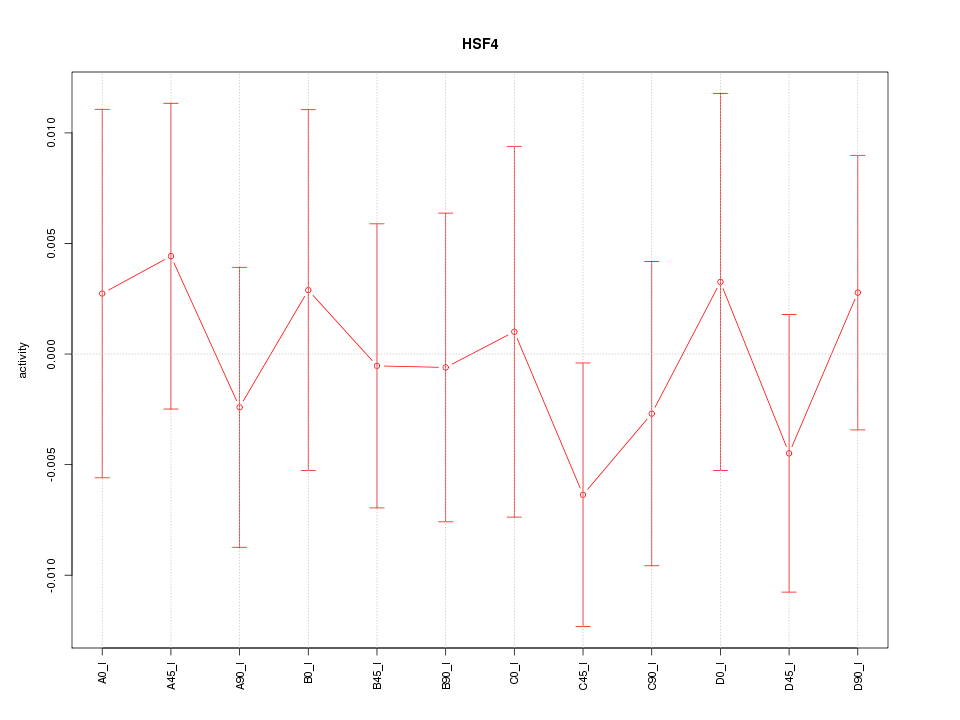 HSF4
activity
0.010
0.005
0.000
-0.005
-0.010
A0_I
A45_I
A90_I
B0_I
B45_I
B90_I
C0_I
C45_I
C90_I
D0_I
D45_I
D90_I